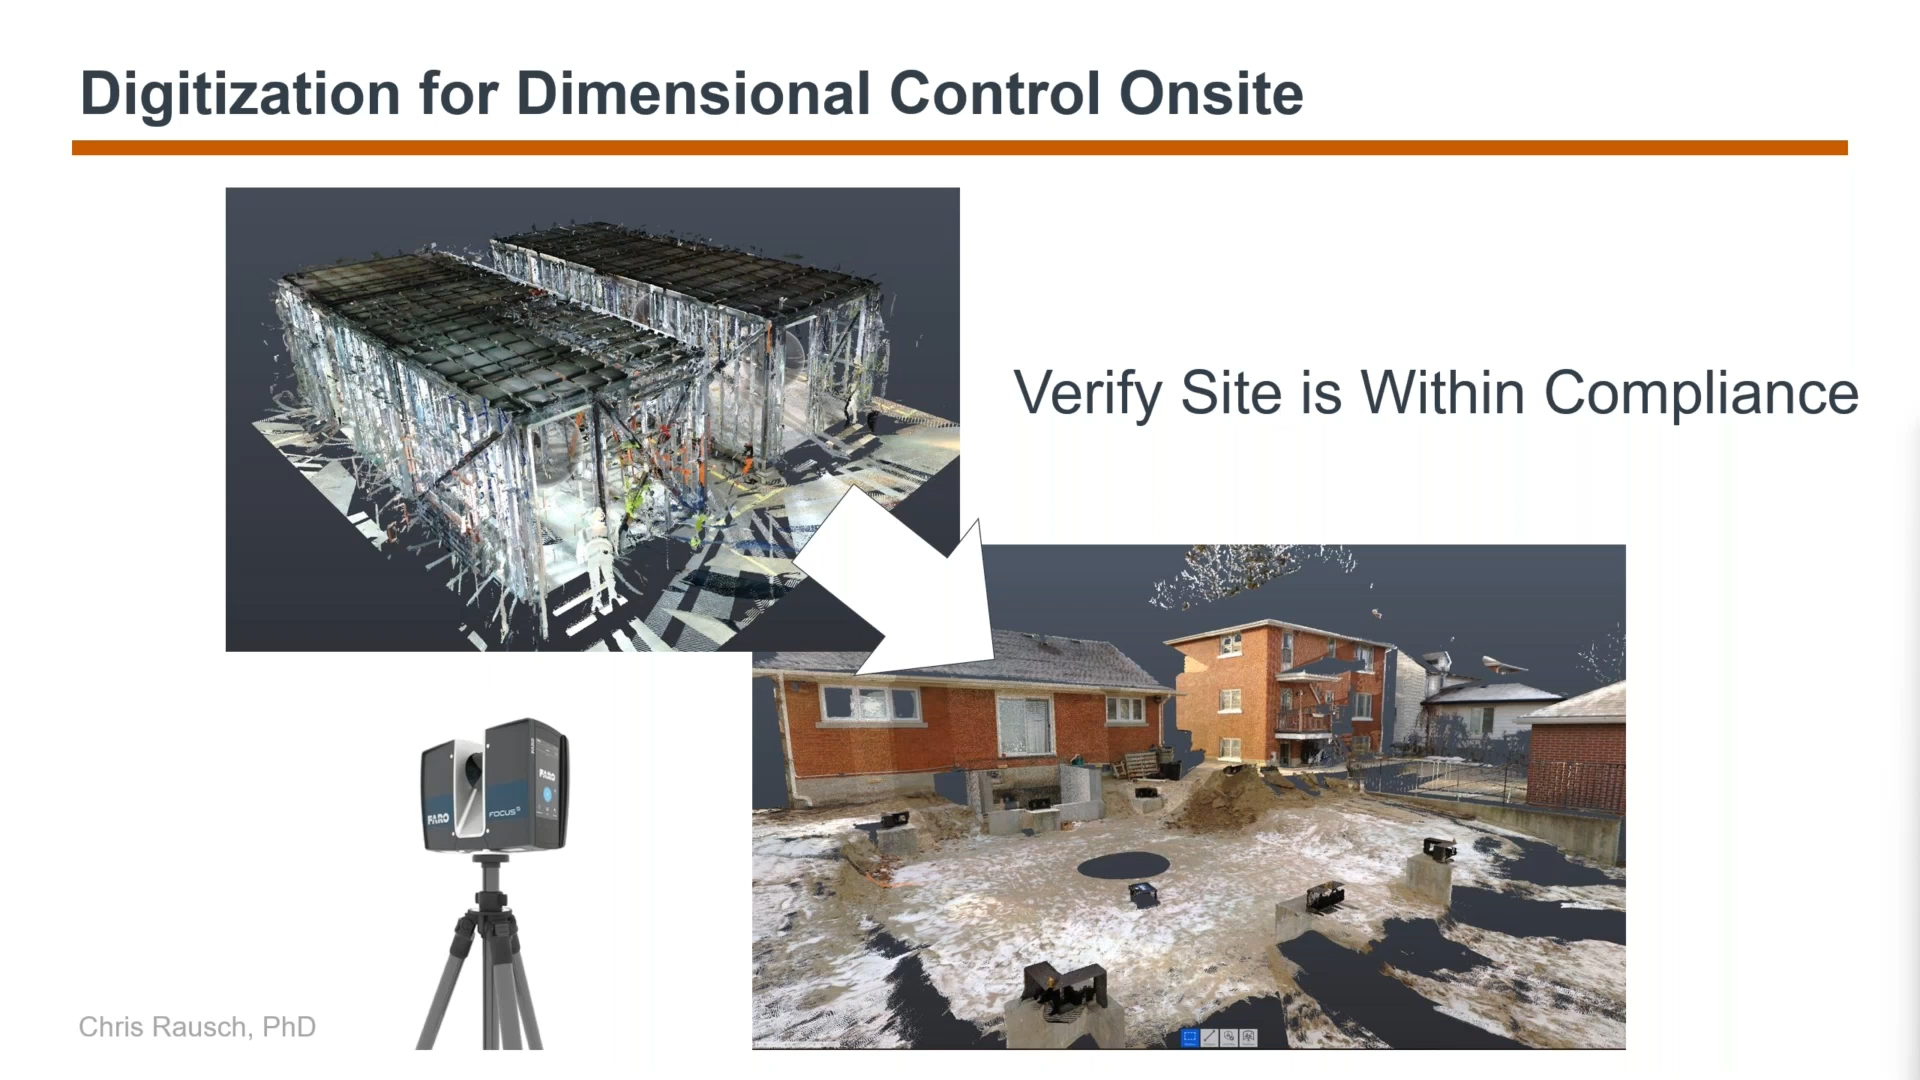 Digitization for Dimensional Control Onsite
Verify Site is Within Compliance
FARO
FARO
FOCUS
Chris Rausch, PhD